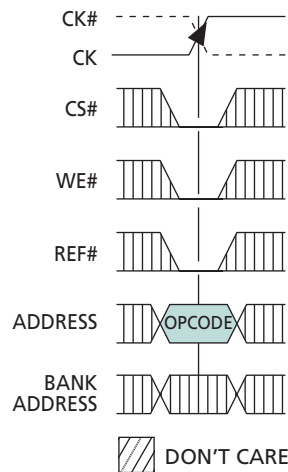 CK#
CK
CS#
WE#
REF#
ADDRESS
OPCODE
BANK
ADDRESS
DON'T CARE